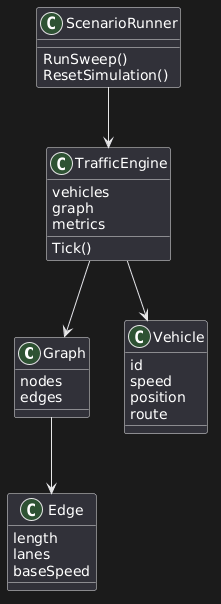 C ScenarioRunner
RunSweep()
ResetSimulation()
C TrafficEngine
vehicles
graph
metrics
Tick()
C Graph
nodes
edges
C Vehicle
id
speed
position
route
C Edge
length
lanes
baseSpeed